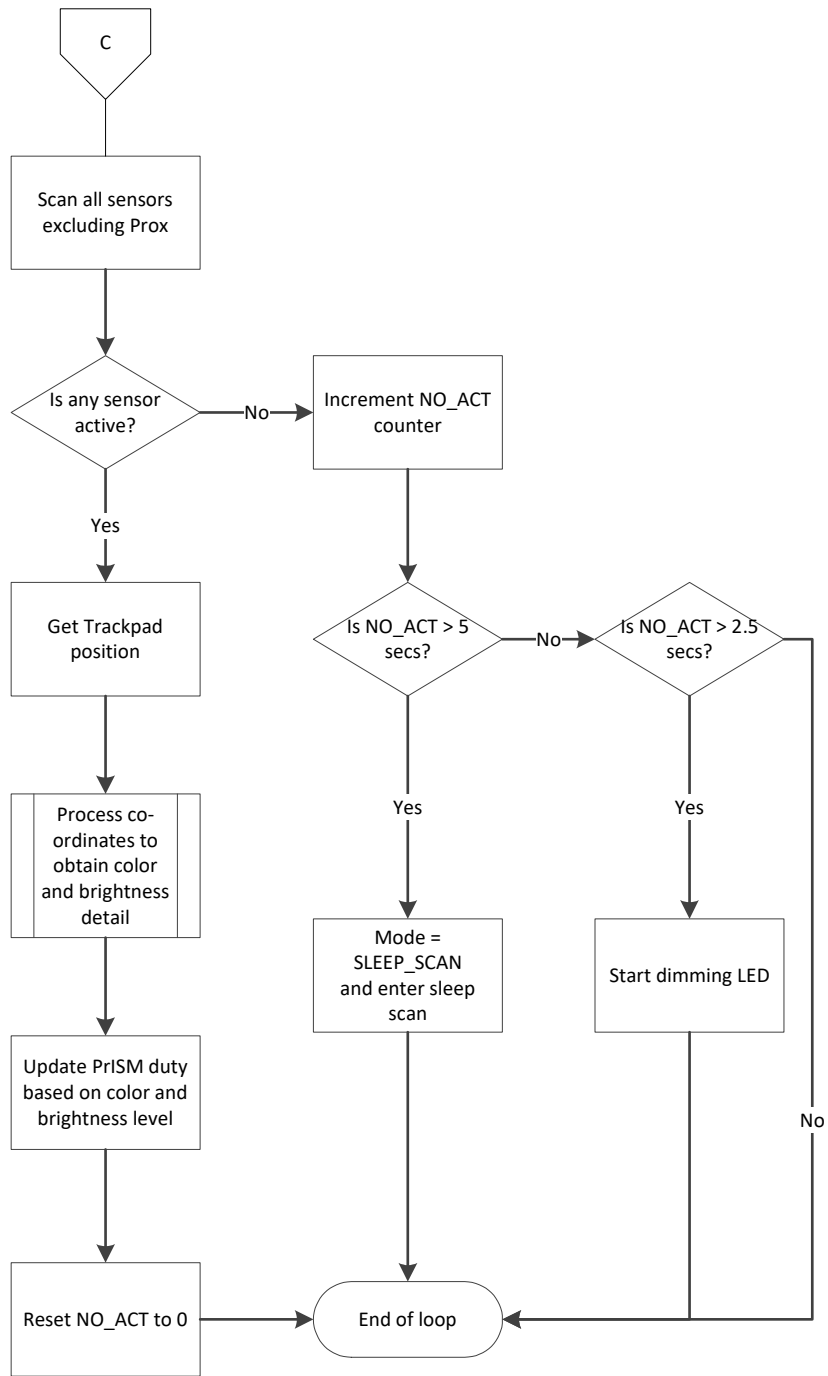 C
Scan all sensors
excluding Prox
Is any sensor
active?
No
Increment NO_ACT
counter
Yes
Get Trackpad
position
Is NO_ACT > 5
secs?
No
Is NO_ACT > 2.5
secs?
Process co-
ordinates to
obtain color
and brightness
detail
Yes
Yes
Mode =
SLEEP_SCAN
and enter sleep
scan
Start dimming LED
Update PrISM duty
based on color and
brightness level
No
Reset NO_ACT to 0
End of loop